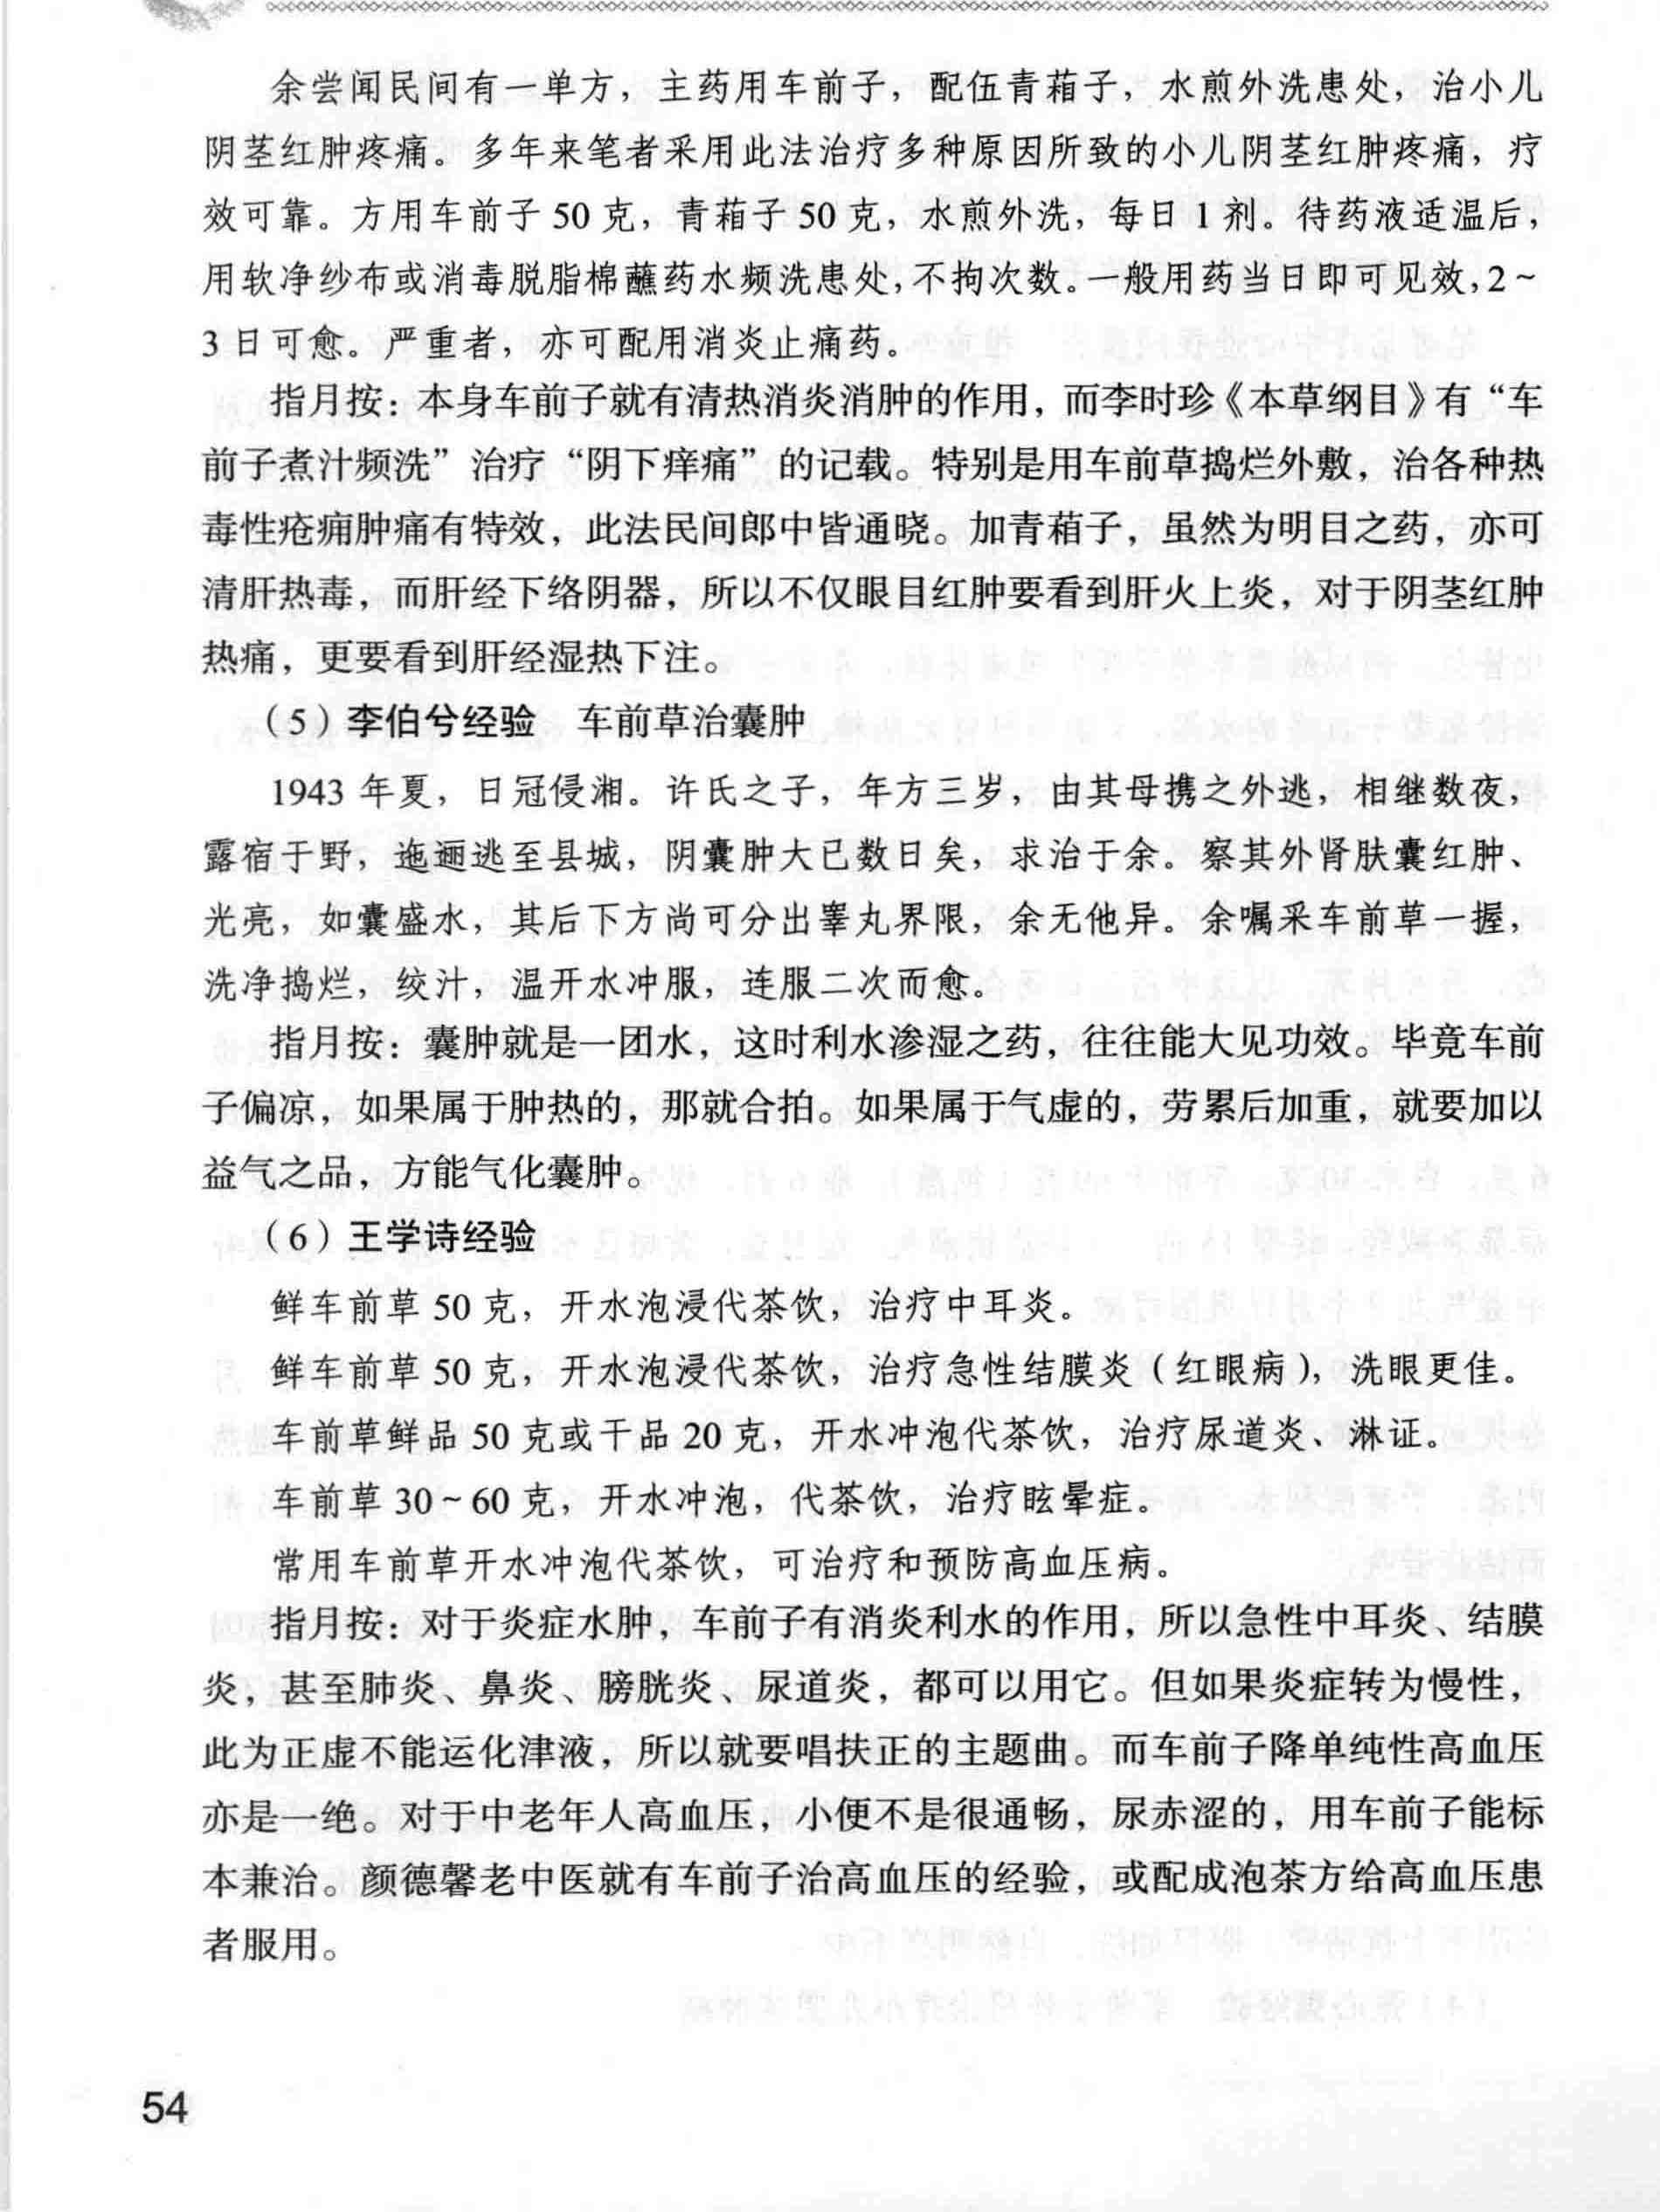 余尝闻民间有一单方，主药用车前子，配伍青葙子，水煎外洗患处，治小儿
阴茎红肿疼痛。多年来笔者采用此法治疗多种原因所致的小儿阴茎红肿疼痛，疗
效可靠。方用车前子 50 克，青葙子 50 克，水煎外洗，每日 1 剂。待药液适温后，
用软净纱布或消毒脱脂棉蘸药水频洗患处，不拘次数。一般用药当日即可见效，2～
3 日可愈。严重者，亦可配用消炎止痛药。
指月按：本身车前子就有清热消炎消肿的作用，而李时珍《本草纲目》有“车
前子煮汁频洗”治疗“阴下痒痛”的记载。特别是用车前草捣烂外敷，治各种热
毒性疮痈肿痛有特效，此法民间郎中皆通晓。加青葙子，虽然为明目之药，亦可
清肝热毒，而肝经下络阴器，所以不仅眼目红肿要看到肝火上炎，对于阴茎红肿
热痛，更要看到肝经湿热下注。
（5）李伯兮经验　车前草治囊肿
1943 年夏，日冠侵湘。许氏之子，年方三岁，由其母携之外逃，相继数夜，
露宿于野，迤逦逃至县城，阴囊肿大已数日矣，求治于余。察其外肾肤囊红肿、
光亮，如囊盛水，其后下方尚可分出睾丸界限，余无他异。余嘱采车前草一握，
洗净捣烂，绞汁，温开水冲服，连服二次而愈。
指月按：囊肿就是一团水，这时利水渗湿之药，往往能大见功效。毕竟车前
子偏凉，如果属于肿热的，那就合拍。如果属于气虚的，劳累后加重，就要加以
益气之品，方能气化囊肿。
（6）王学诗经验
鲜车前草 50 克，开水泡浸代茶饮，治疗中耳炎。
鲜车前草 50 克，开水泡浸代茶饮，治疗急性结膜炎（红眼病），洗眼更佳。
车前草鲜品 50 克或干品 20 克，开水冲泡代茶饮，治疗尿道炎、淋证。
车前草 30～60 克，开水冲泡，代茶饮，治疗眩晕症。
常用车前草开水冲泡代茶饮，可治疗和预防高血压病。
指月按：对于炎症水肿，车前子有消炎利水的作用，所以急性中耳炎、结膜
炎，甚至肺炎、鼻炎、膀胱炎、尿道炎，都可以用它。但如果炎症转为慢性，
此为正虚不能运化津液，所以就要唱扶正的主题曲。而车前子降单纯性高血压
亦是一绝。对于中老年人高血压，小便不是很通畅，尿赤涩的，用车前子能标
本兼治。颜德馨老中医就有车前子治高血压的经验，或配成泡茶方给高血压患
者服用。
54